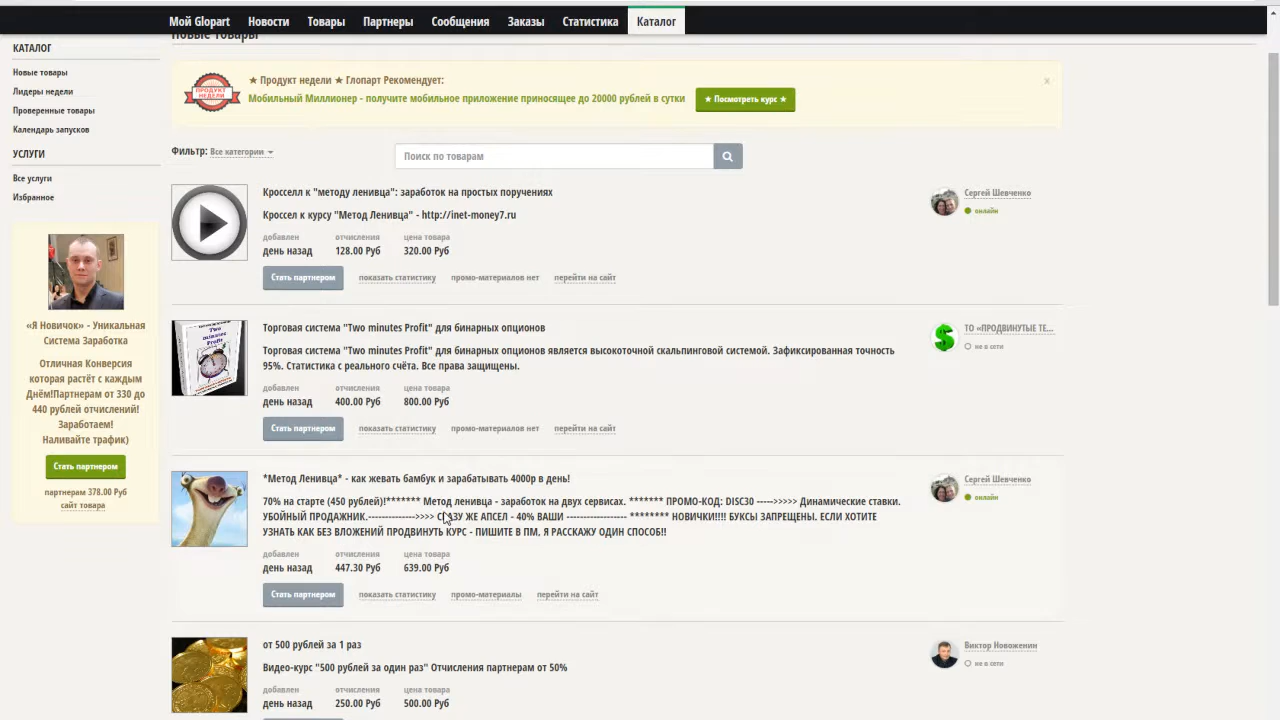 Мой Glopart Новости Товары Партнеры Сообщения Заказы Статистика Каталог
Новые товары
КАТАЛОГ
Новые товары
Лидеры недели
Проверенные товары
Календарь запусков
УСЛУГИ
Все услуги
Избранное
«Я Новичок» - Уникальная
Система Заработка
Отличная Конверсия
которая растёт с каждым
Днём!Партнерам от 330 до
440 рублей отчислений!
Заработаем!
Наливайте трафик)
Стать партнером
партнерам 378.00 Руб
сайт товара
ПРОДУКТ
НЕДЕЛИ
★ Продукт недели ★ Глопарт Рекомендует:
Мобильный Миллионер - получите мобильное приложение приносящее до 20000 рублей в сутки
★ Посмотреть курс ★
x
Фильтр: Все категории
Поиск по товарам
Кросселл к "методу ленивца": заработок на простых поручениях
Кроссел к курсу "Метод Ленивца" - http://inet-money7.ru
добавлен отчисления цена товара
день назад 128.00 Руб 320.00 Руб
Стать партнером показать статистику промо-материалов нет перейти на сайт
Сергей Шевченко
онлайн
Two
minutes
Profit
Торговая система "Two minutes Profit" для бинарных опционов
Торговая система "Two minutes Profit" для бинарных опционов является высокоточной скальпинговой системой. Зафиксированная точность
95%. Статистика с реального счёта. Все права защищены.
добавлен отчисления цена товара
день назад 400.00 Руб 800.00 Руб
Стать партнером показать статистику промо-материалов нет перейти на сайт
ТО «ПРОДВИНУТЫЕ ТЕ...
не в сети
*Метод Ленивца* - как жевать бамбук и зарабатывать 4000р в день!
70% на старте (450 рублей)!******* Метод ленивца - заработок на двух сервисах. ******* ПРОМО-КОД: DISC30 ----->>>>> Динамические ставки.
УБОЙНЫЙ ПРОДАЖНИК.-------------->>>> СРАЗУ ЖЕ АПСЕЛ - 40% ВАШИ ------------------ ******** НОВИЧКИ!!!! БУКСЫ ЗАПРЕЩЕНЫ. ЕСЛИ ХОТИТЕ
УЗНАТЬ КАК БЕЗ ВЛОЖЕНИЙ ПРОДВИНУТЬ КУРС - ПИШИТЕ В ПМ, Я РАССКАЖУ ОДИН СПОСОБ!!
добавлен отчисления цена товара
день назад 447.30 Руб 639.00 Руб
Стать партнером показать статистику промо-материалы перейти на сайт
Сергей Шевченко
онлайн
от 500 рублей за 1 раз
Видео-курс "500 рублей за один раз" Отчисления партнерам от 50%
добавлен отчисления цена товара
день назад 250.00 Руб 500.00 Руб
Виктор Новоженин
не в сети